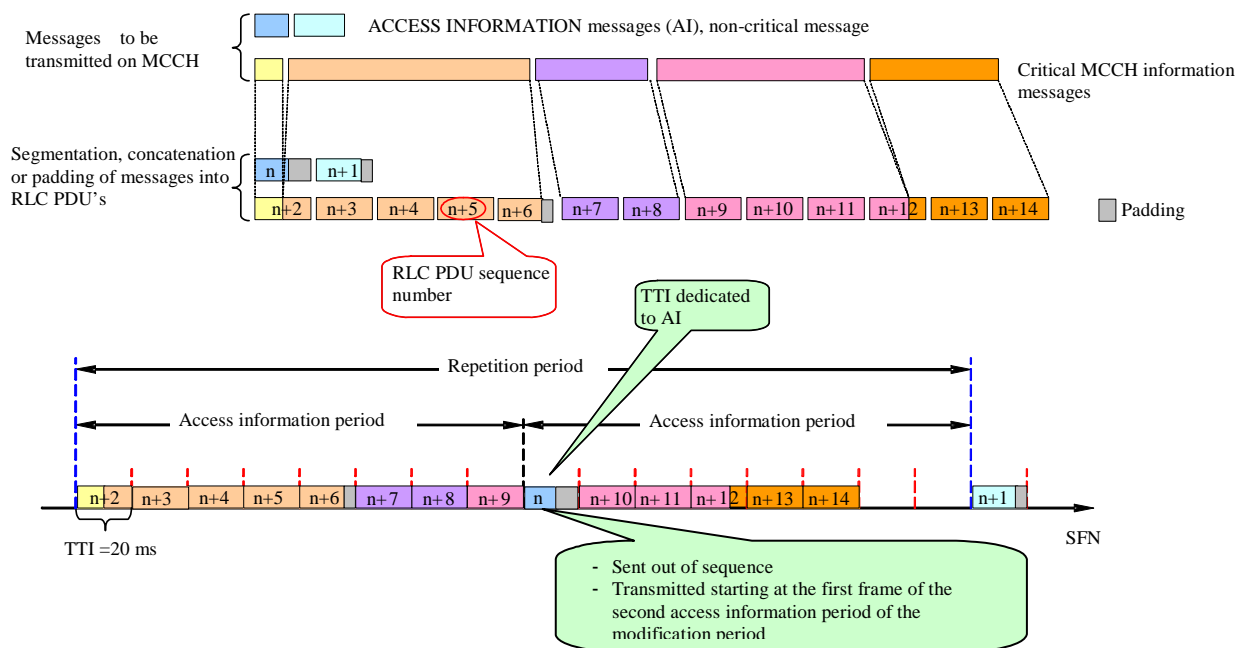 ACCESS INFORMATION messages (AI), non-critical message
Messages to be
transmitted on MCCH
Critical MCCH information
messages
Segmentation, concatenation
or padding of messages into
RLC PDU's
n
n+1
n+2
n+3
n+4
n+5
n+6
n+7
n+8
n+9
n+10
n+11
n+12
n+13
n+14
Padding
RLC PDU sequence
number
TTI dedicated
to AI
Repetition period
Access information period
Access information period
n+2
n+3
n+4
n+5
n+6
n+7
n+8
n+9
n
n+10
n+11
n+12
n+13
n+14
n+1
TTI =20 ms
SFN
- Sent out of sequence
- Transmitted starting at the first frame of the
second access information period of the
modification period